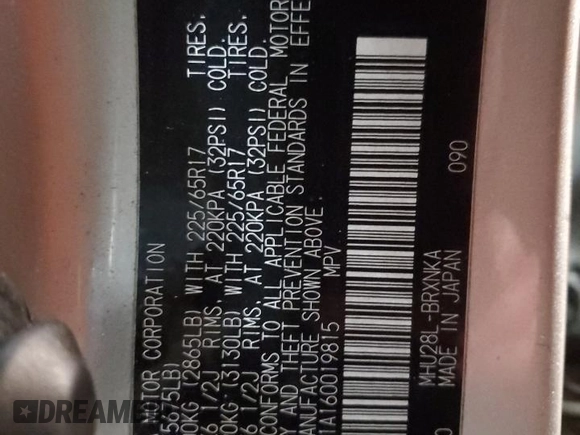 MOTOR CORPORATION
5675LB)
0KG (2865LB) WITH 225/65R17 TIRES,
6 1/2J RIMS, AT 220KPA (32PSI) COLD.
0KG (3130LB) WITH 225/65R17 TIRES,
6 1/2J RIMS, AT 220KPA (32PSI) COLD.
CONFORMS TO ALL APPLICABLE FEDERAL MOTOR
Y AND THEFT PREVENTION STANDARDS IN EFFE
MANUFACTURE SHOWN ABOVE.
1A160019815 MPV
MHU28L-BRXNKA
MADE IN JAPAN 090
DREAMERS